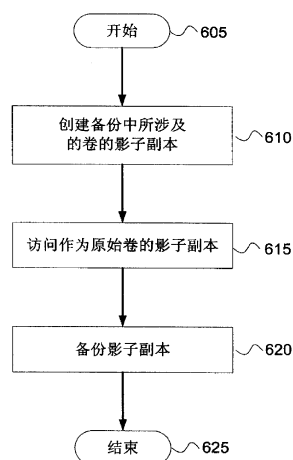 开始
605
创建备份中所涉及
的卷的影子副本
610
访问作为原始卷的影子副本
615
备份影子副本
620
结束
625